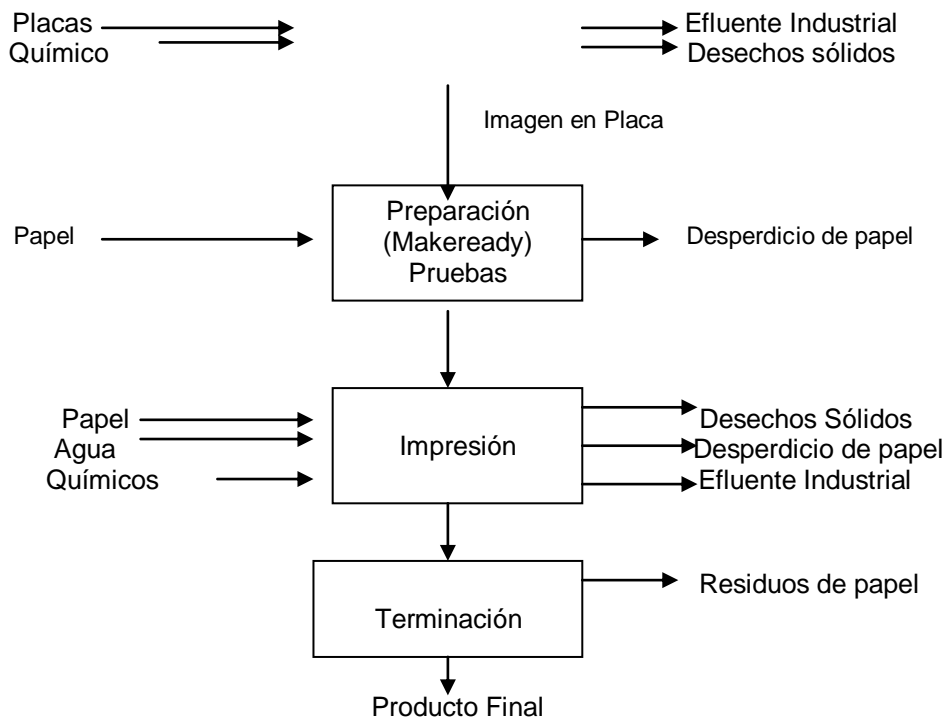 Placas
Químico
Efluente Industrial
Desechos sólidos
Imagen en Placa
Papel
Preparación
(Makeready)
Pruebas
Desperdicio de papel
Papel
Agua
Químicos
Impresión
Desechos Sólidos
Desperdicio de papel
Efluente Industrial
Terminación
Residuos de papel
Producto Final